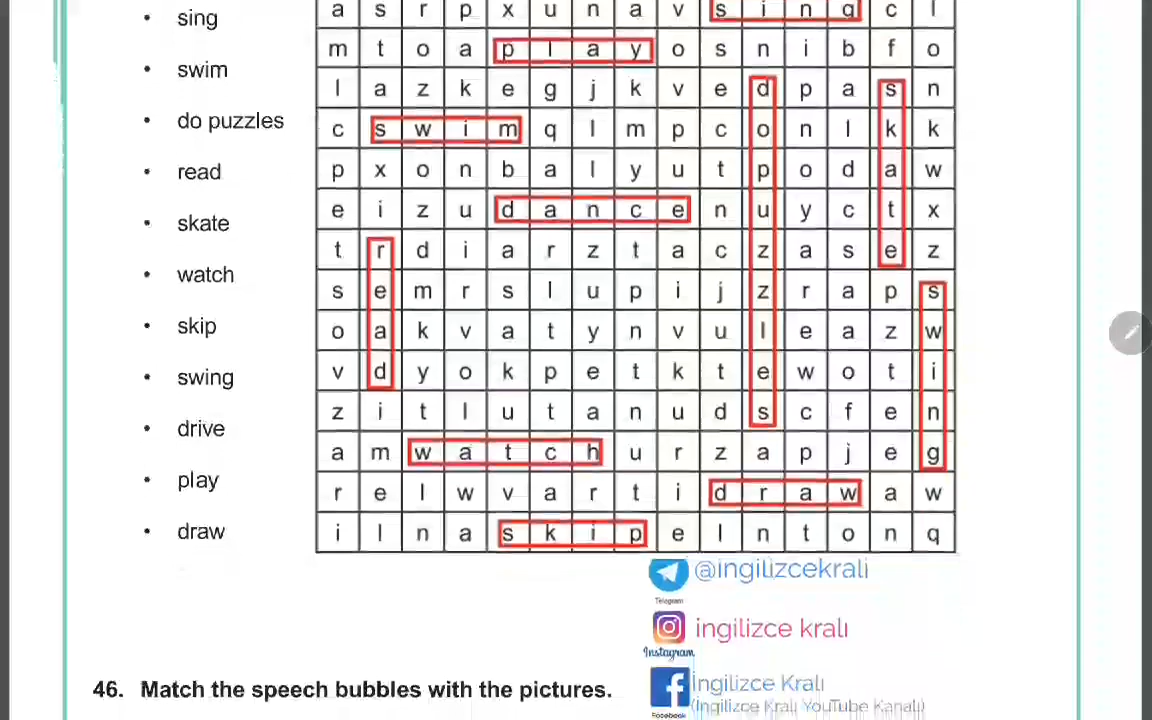 sing
swim
do puzzles
read
skate
watch
skip
swing
drive
play
draw
a s r p x u n a v s i n g c l
m t o a p l a y o s n i b f o
l a z k e g j k v e d p a s n
c s w i m q l m p c o n l k k
p x o n b a l y u t p o d a w
e i z u d a n c e n u y c t x
t r d i a r z t a c z a s e z
s e m r s l u p i j z r a p s
o a k v a t y n v u l e a z w
v d y o k p e t k t e w o t i
z i t l u t a n u d s c f e n
a m w a t c h u r z a p j e g
r e l w v a r t i d r a w a w
i l n a s k i p e l n t o n q
@ingilizcekrali
Telegram
ingilizce kralı
Instagram
46. Match the speech bubbles with the pictures.
İngilizce Kralı
(İngilizce Kralı YouTube Kanalı)
Facebook